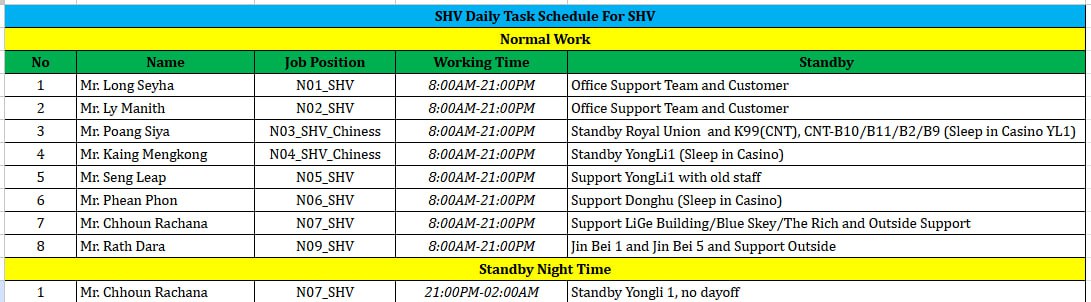 SHV Daily Task Schedule For SHV
Normal Work
No Name Job Position Working Time Standby
1 Mr. Long Seyha N01_SHV 8:00AM-21:00PM Office Support Team and Customer
2 Mr. Ly Manith N02_SHV 8:00AM-21:00PM Office Support Team and Customer
3 Mr. Poang Siya N03_SHV_Chiness 8:00AM-21:00PM Standby Royal Union and K99(CNT), CNT-B10/B11/B2/B9 (Sleep in Casino YL1)
4 Mr. Kaing Mengkong N04_SHV_Chiness 8:00AM-21:00PM Standby YongLi1 (Sleep in Casino)
5 Mr. Seng Leap N05_SHV 8:00AM-21:00PM Support YongLi1 with old staff
6 Mr. Phean Phon N06_SHV 8:00AM-21:00PM Support Donghu (Sleep in Casino)
7 Mr. Chhoun Rachana N07_SHV 8:00AM-21:00PM Support LiGe Building/Blue Skey/The Rich and Outside Support
8 Mr. Rath Dara N09_SHV 8:00AM-21:00PM Jin Bei 1 and Jin Bei 5 and Support Outside
Standby Night Time
1 Mr. Chhoun Rachana N07_SHV 21:00PM-02:00AM Standby Yongli 1, no dayoff